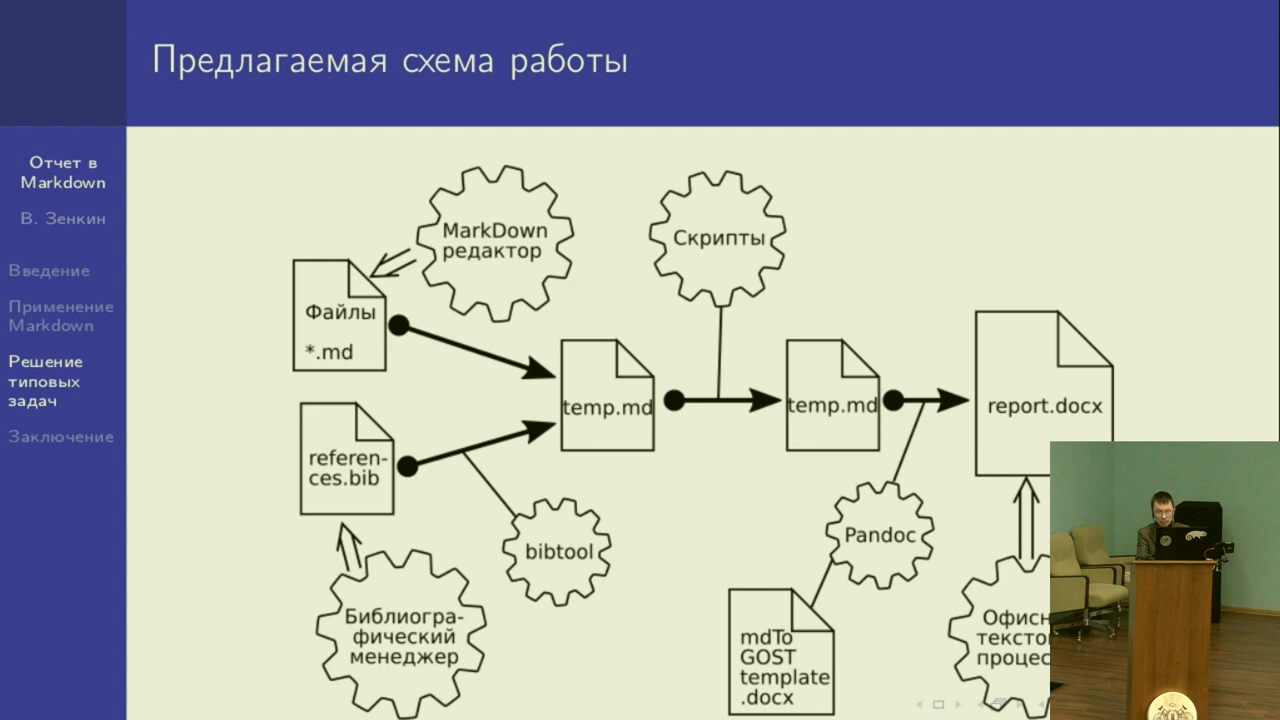 Предлагаемая схема работы
Отчет в
Markdown
В. Зенкин
Введение
Применение
Markdown
Решение
типовых
задач
Заключение
MarkDown
редактор
Скрипты
Файлы
*.md
temp.md
temp.md
report.docx
referen-
ces.bib
bibtool
Pandoc
Библиогра-
фический
менеджер
mdTo
GOST
template
.docx